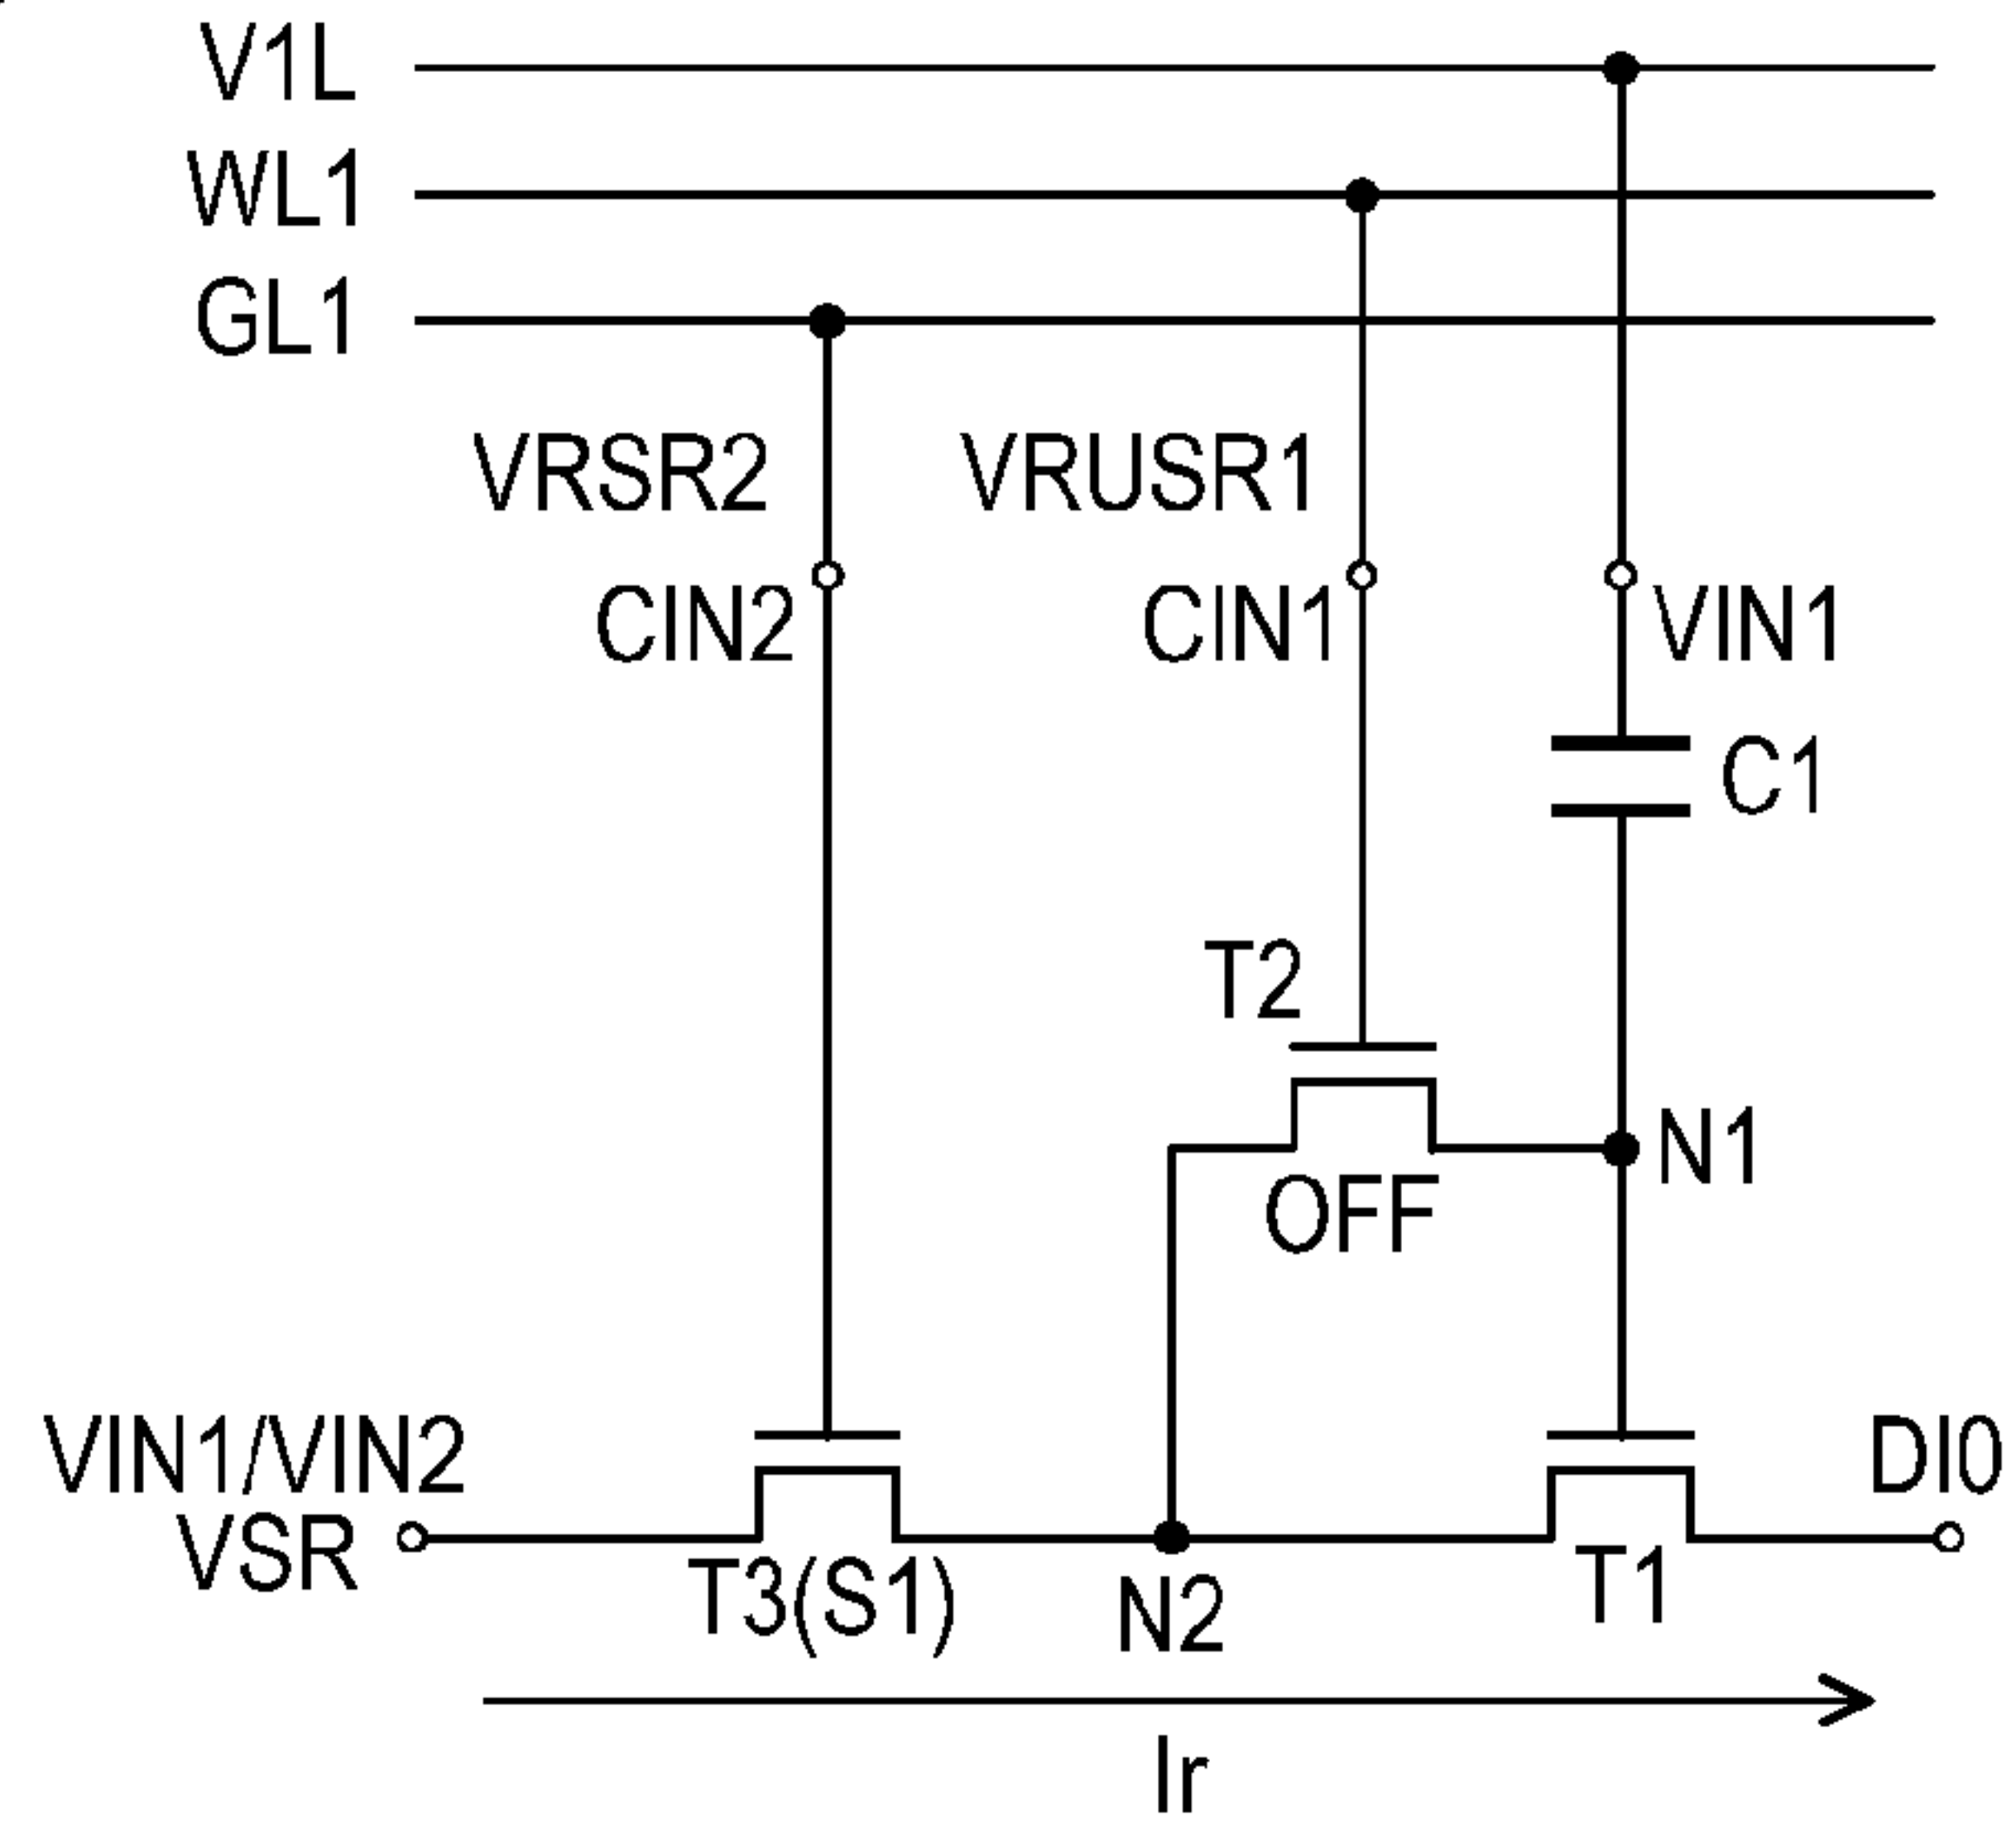 V1L
WL1
GL1
VRSR2 VRUSR1
CIN2 CIN1 VIN1
C1
T2
N1
OFF
VIN1/VIN2 DI0
VSR
T3(S1) N2 T1
Ir